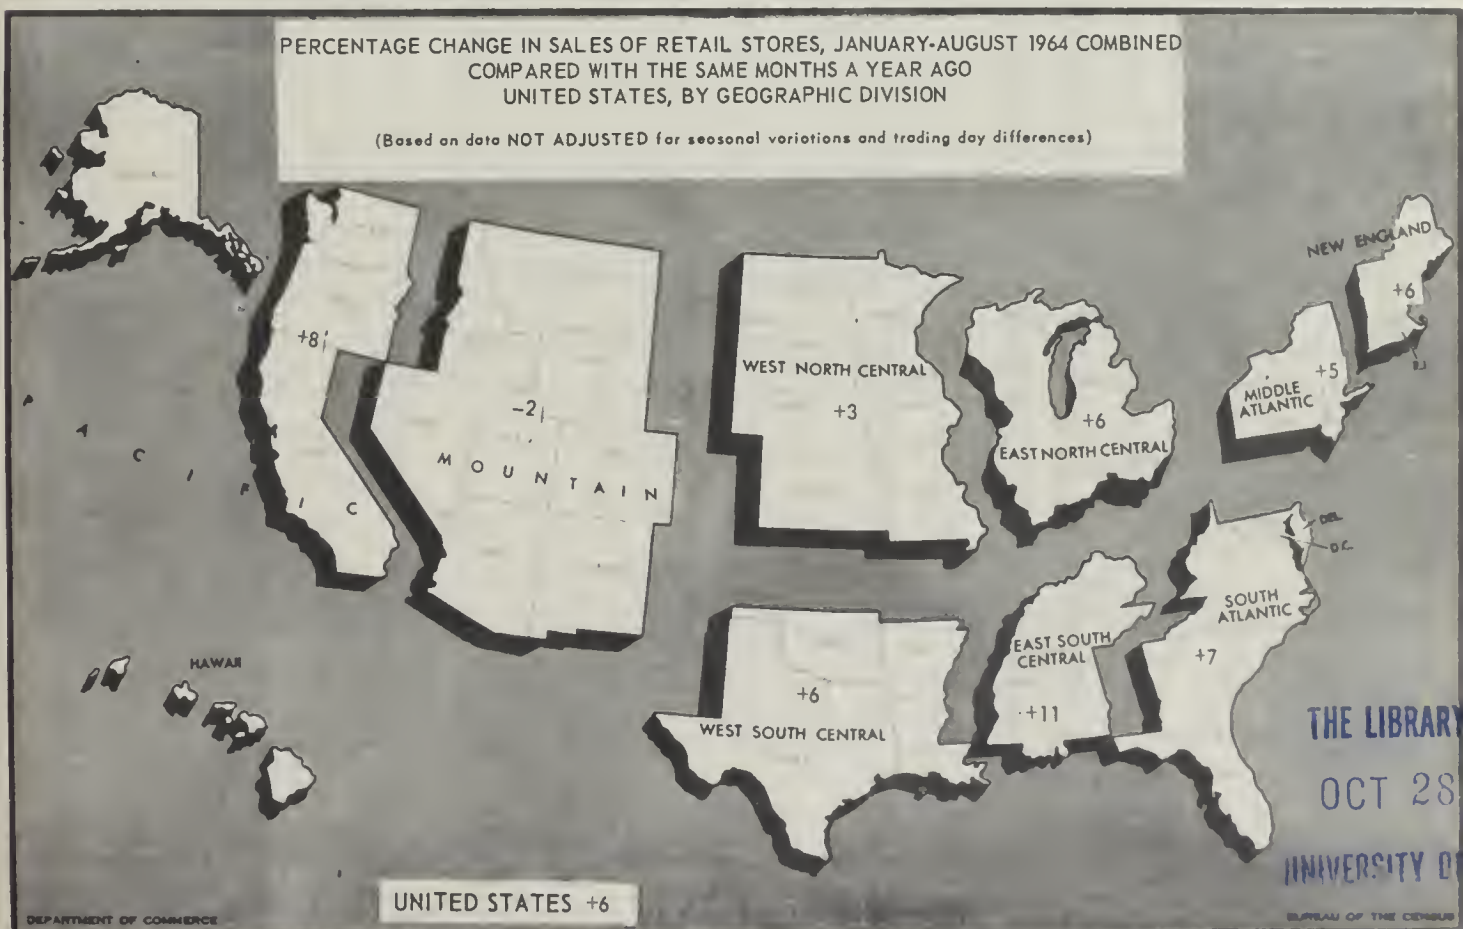 PERCENTAGE CHANGE IN SALES OF RETAIL STORES, JANUARY-AUGUST 1964 COMBINED
COMPARED WITH THE SAME MONTHS A YEAR AGO
UNITED STATES, BY GEOGRAPHIC DIVISION
(Based on data NOT ADJUSTED for seasonal variations and trading day differences)
NEW ENGLAND
+6
R.I
+8
PACIFIC
-2
MOUNTAIN
WEST NORTH CENTRAL
+3
+6
EAST NORTH CENTRAL
+5
MIDDLE
ATLANTIC
DEL.
D.C.
SOUTH
ATLANTIC
+7
EAST SOUTH
CENTRAL
+11
+6
WEST SOUTH CENTRAL
HAWAII
THE LIBRARY
OCT 28
UNIVERSITY OF
UNITED STATES +6
DEPARTMENT OF COMMERCE
BUREAU OF THE CENSUS